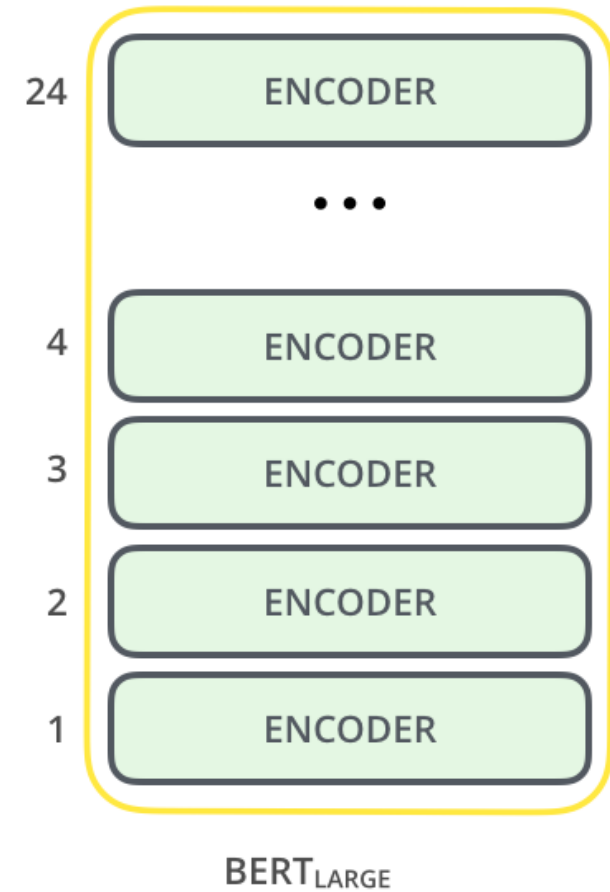 24 ENCODER
...
4 ENCODER
3 ENCODER
2 ENCODER
1 ENCODER
BERTLARGE